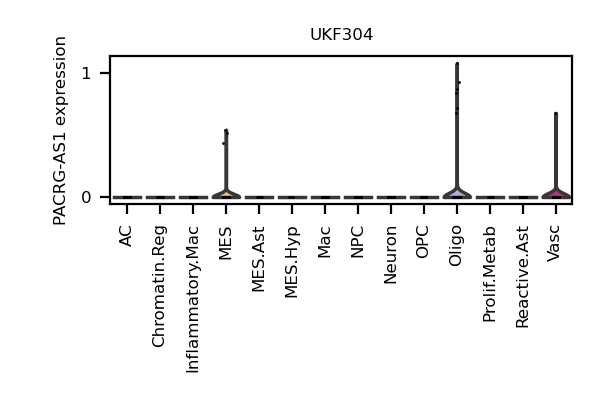 UKF304
PACRG-AS1 expression
1
0
AC
Chromatin.Reg
Inflammatory.Mac
MES
MES.Ast
MES.Hyp
Mac
NPC
Neuron
OPC
Oligo
Prolif.Metab
Reactive.Ast
Vasc